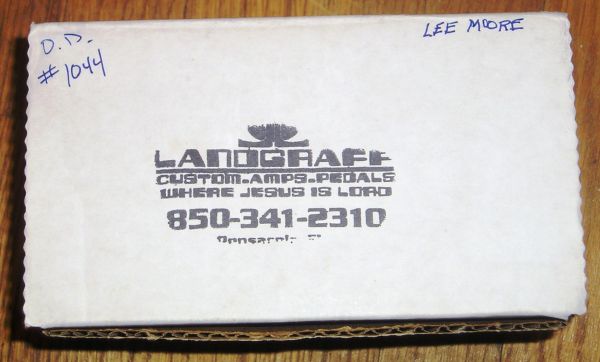 D.D.
#1044
LEE MOORE
LANDGRAFF
CUSTOM-AMPS-PEDALS
WHERE JESUS IS LORD
850-341-2310